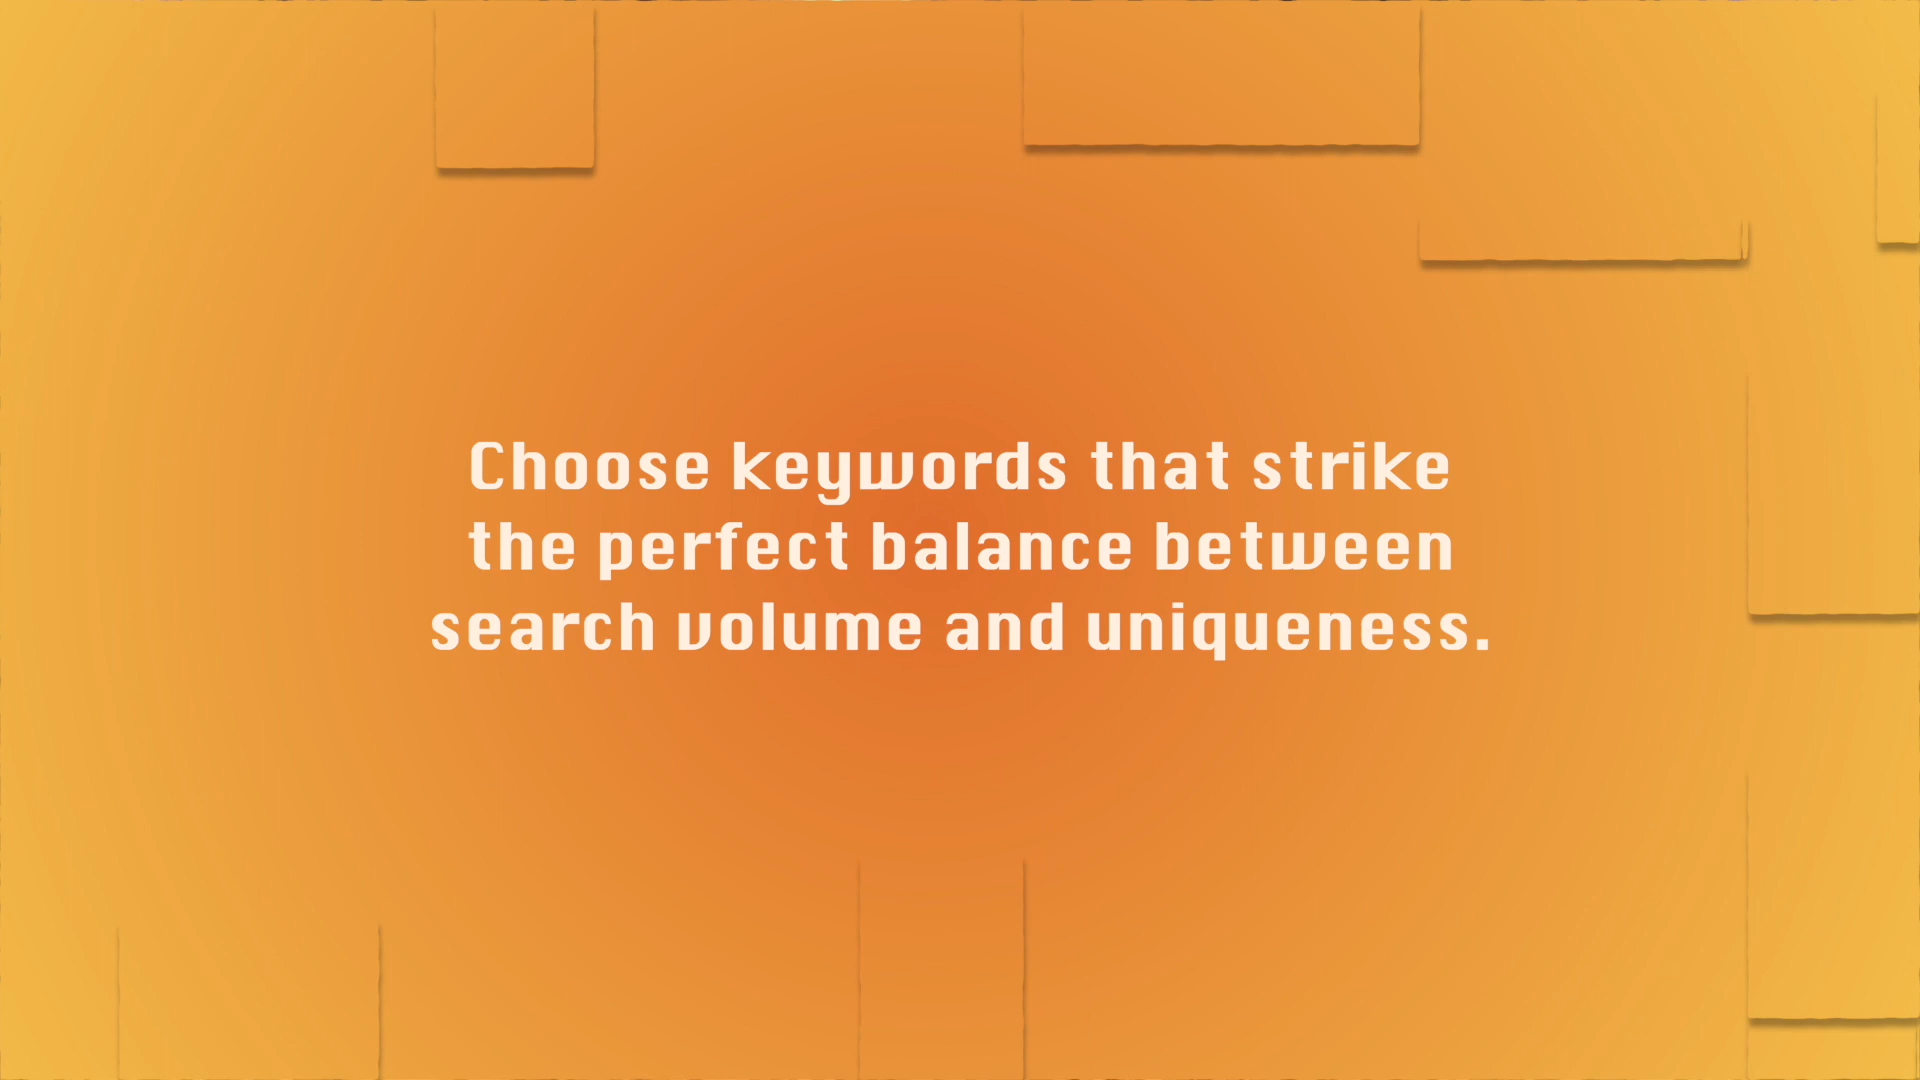 Choose keywords that strike
the perfect balance between
search volume and uniqueness.